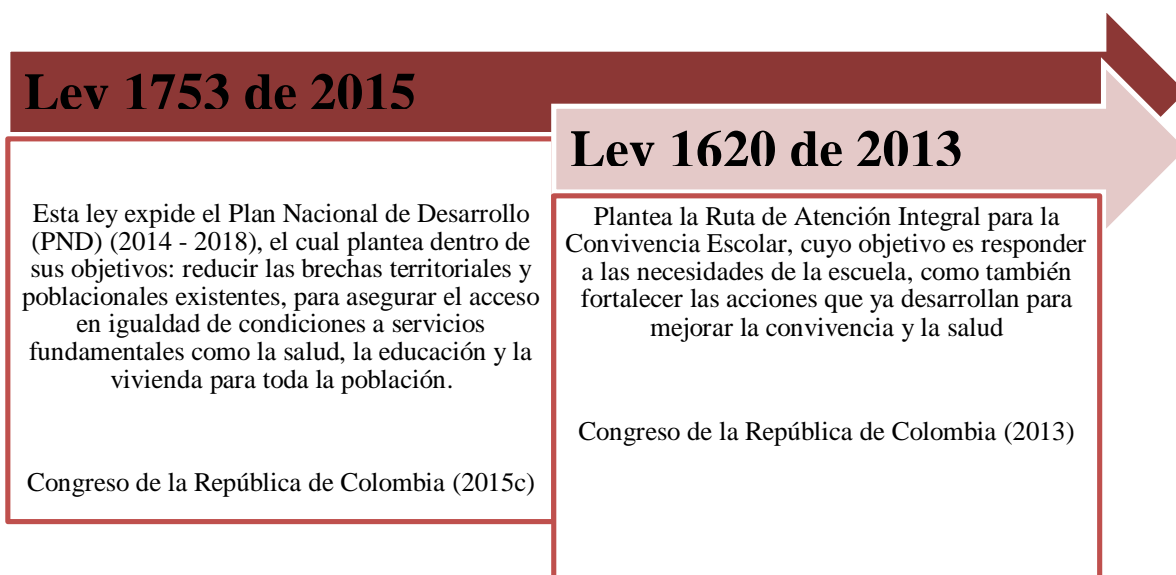 Ley 1753 de 2015
Esta ley expide el Plan Nacional de Desarrollo
(PND) (2014 - 2018), el cual plantea dentro de
sus objetivos: reducir las brechas territoriales y
poblacionales existentes, para asegurar el acceso
en igualdad de condiciones a servicios
fundamentales como la salud, la educación y la
vivienda para toda la población.
Congreso de la República de Colombia (2015c)
Ley 1620 de 2013
Plantea la Ruta de Atención Integral para la
Convivencia Escolar, cuyo objetivo es responder
a las necesidades de la escuela, como también
fortalecer las acciones que ya desarrollan para
mejorar la convivencia y la salud
Congreso de la República de Colombia (2013)